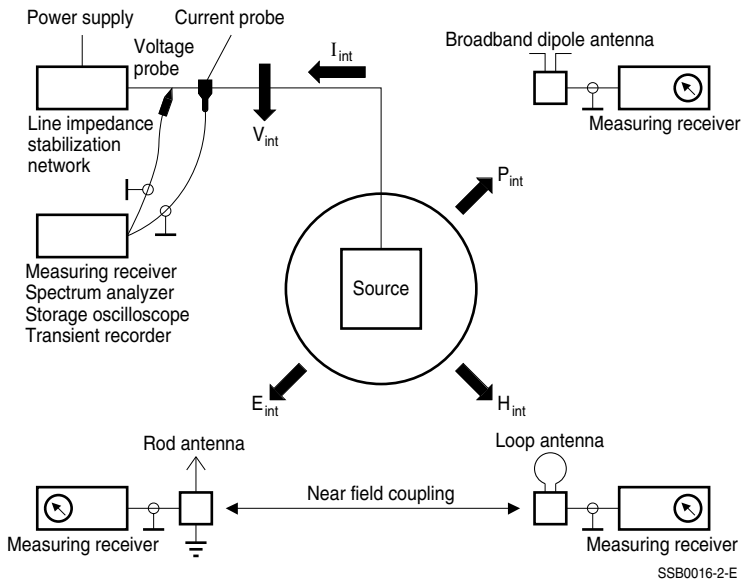 Power supply
Current probe
Voltage
probe
I_int
Broadband dipole antenna
Line impedance
stabilization
network
V_int
Measuring receiver
P_int
Measuring receiver
Spectrum analyzer
Storage oscilloscope
Transient recorder
Source
E_int
H_int
Rod antenna
Loop antenna
Near field coupling
Measuring receiver
Measuring receiver
SSB0016-2-E